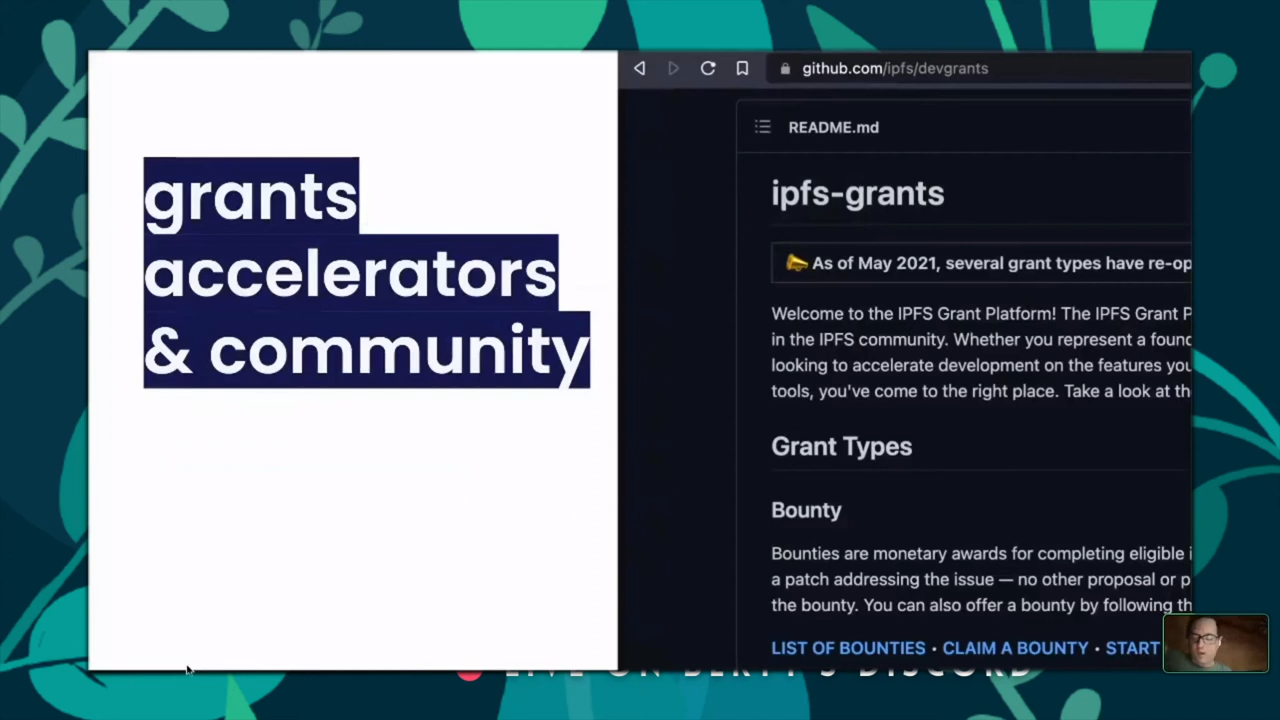 grants
accelerators
& community
github.com/ipfs/devgrants
README.md
ipfs-grants
As of May 2021, several grant types have re-op
Welcome to the IPFS Grant Platform! The IPFS Grant P
in the IPFS community. Whether you represent a found
looking to accelerate development on the features you
tools, you've come to the right place. Take a look at th
Grant Types
Bounty
Bounties are monetary awards for completing eligible i
a patch addressing the issue — no other proposal or p
the bounty. You can also offer a bounty by following th
LIST OF BOUNTIES • CLAIM A BOUNTY • START
LIVE ON BERTY'S DISCORD